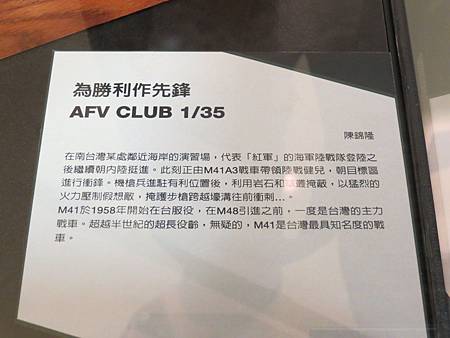 為勝利作先鋒
AFV CLUB 1/35
陳錦隆
在南台灣某處鄰近海岸的演習場，代表「紅軍」的海軍陸戰隊登陸之
後繼續朝內陸挺進。此刻正由M41A3戰車帶領陸戰健兒，朝目標區
進行衝鋒。機槍兵進駐有利位置後，利用岩石和草叢掩蔽，以猛烈的
火力壓制假想敵，掩護步槍跨越壕溝往前衝刺...。
M41於1958年開始在台服役，在M48引進之前，一度是台灣的主力
戰車。超越半世紀的超長役齡，無疑的，M41是台灣最具知名度的戰
車。